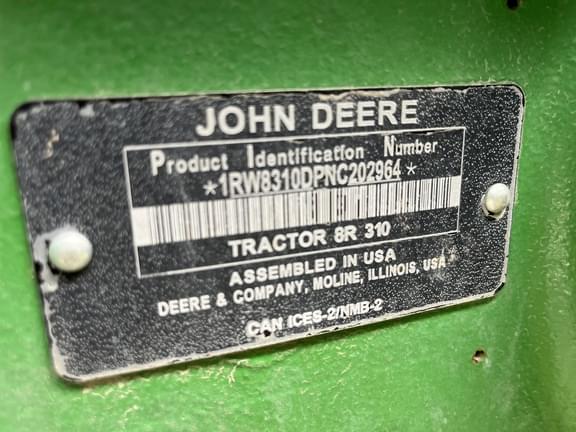 JOHN DEERE
Product Identification Number
*1RW8310DPNC202964*
TRACTOR 8R 310
ASSEMBLED IN USA
DEERE & COMPANY, MOLINE, ILLINOIS, USA
CAN ICES-2/NMB-2